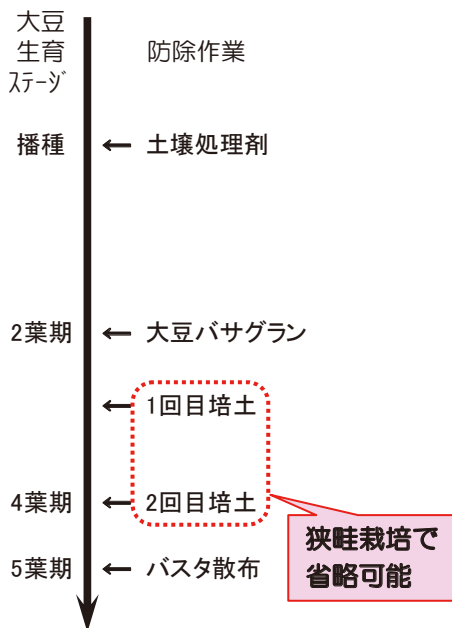 大豆
生育
ｽﾃｰｼﾞ
防除作業
播種 ← 土壌処理剤
2葉期 ← 大豆バサグラン
← 1回目培土
4葉期 ← 2回目培土
狭畦栽培で
省略可能
5葉期 ← バスタ散布